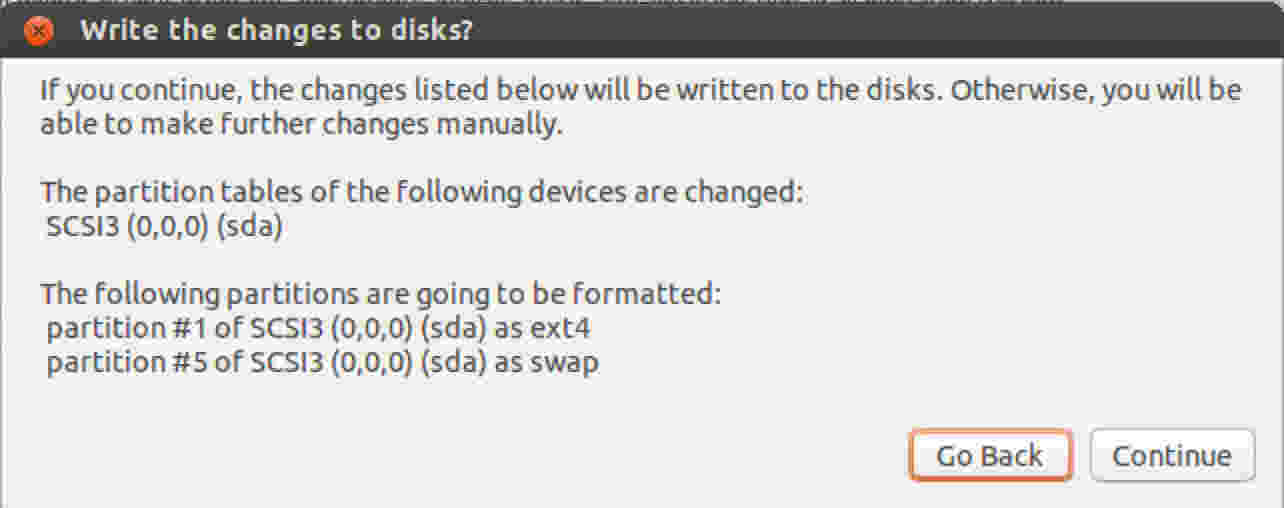 Write the changes to disks?
If you continue, the changes listed below will be written to the disks. Otherwise, you will be
able to make further changes manually.
The partition tables of the following devices are changed:
SCSI3 (0,0,0) (sda)
The following partitions are going to be formatted:
partition #1 of SCSI3 (0,0,0) (sda) as ext4
partition #5 of SCSI3 (0,0,0) (sda) as swap
Go Back Continue